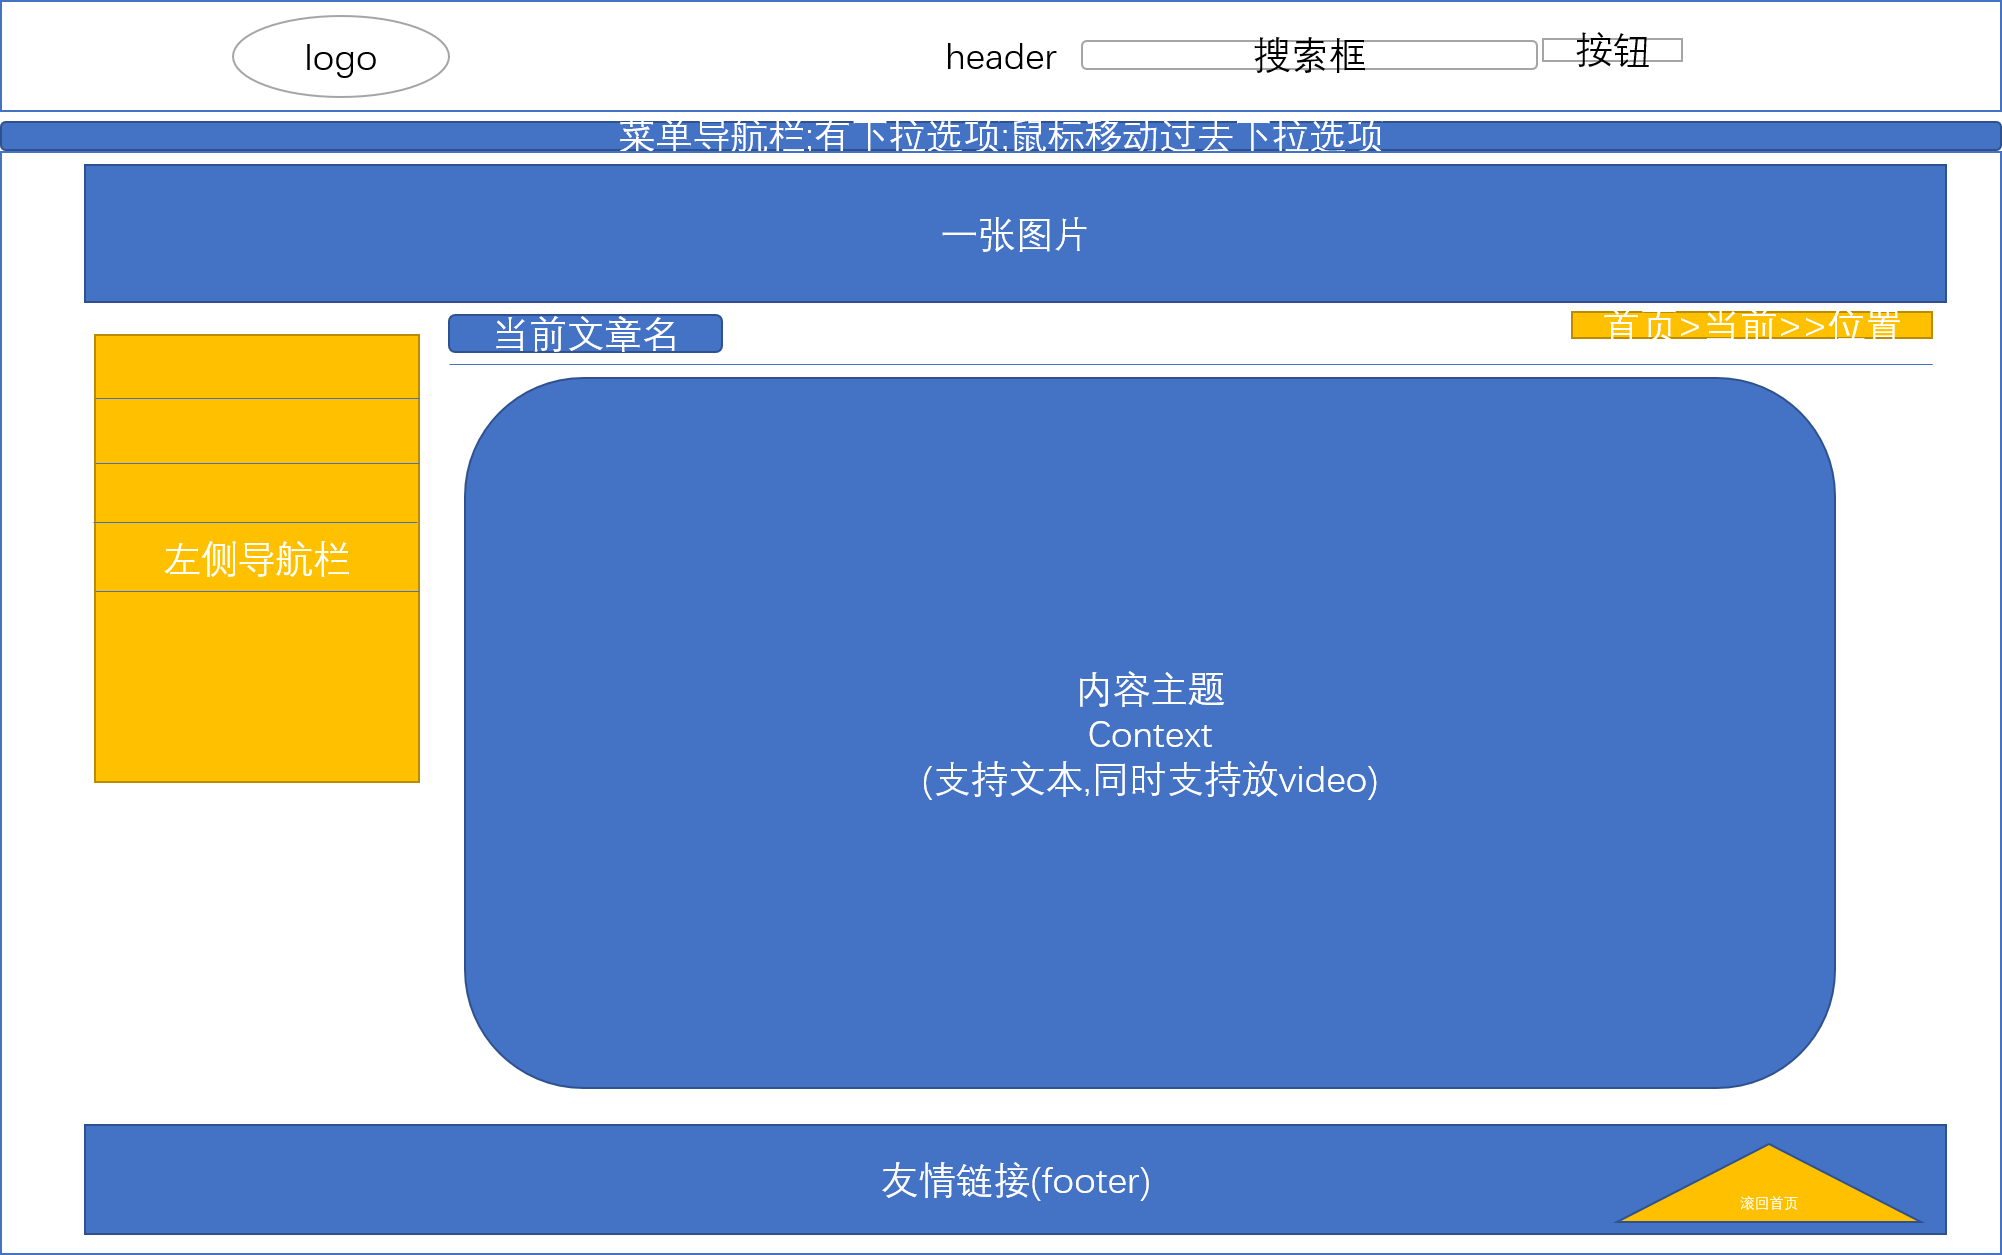 logo
header
搜索框
按钮
菜单导航栏;有下拉选项;鼠标移动过去下拉选项
一张图片
当前文章名
首页>当前>>位置
左侧导航栏
内容主题
Context
(支持文本,同时支持放video)
友情链接(footer)
滚回首页